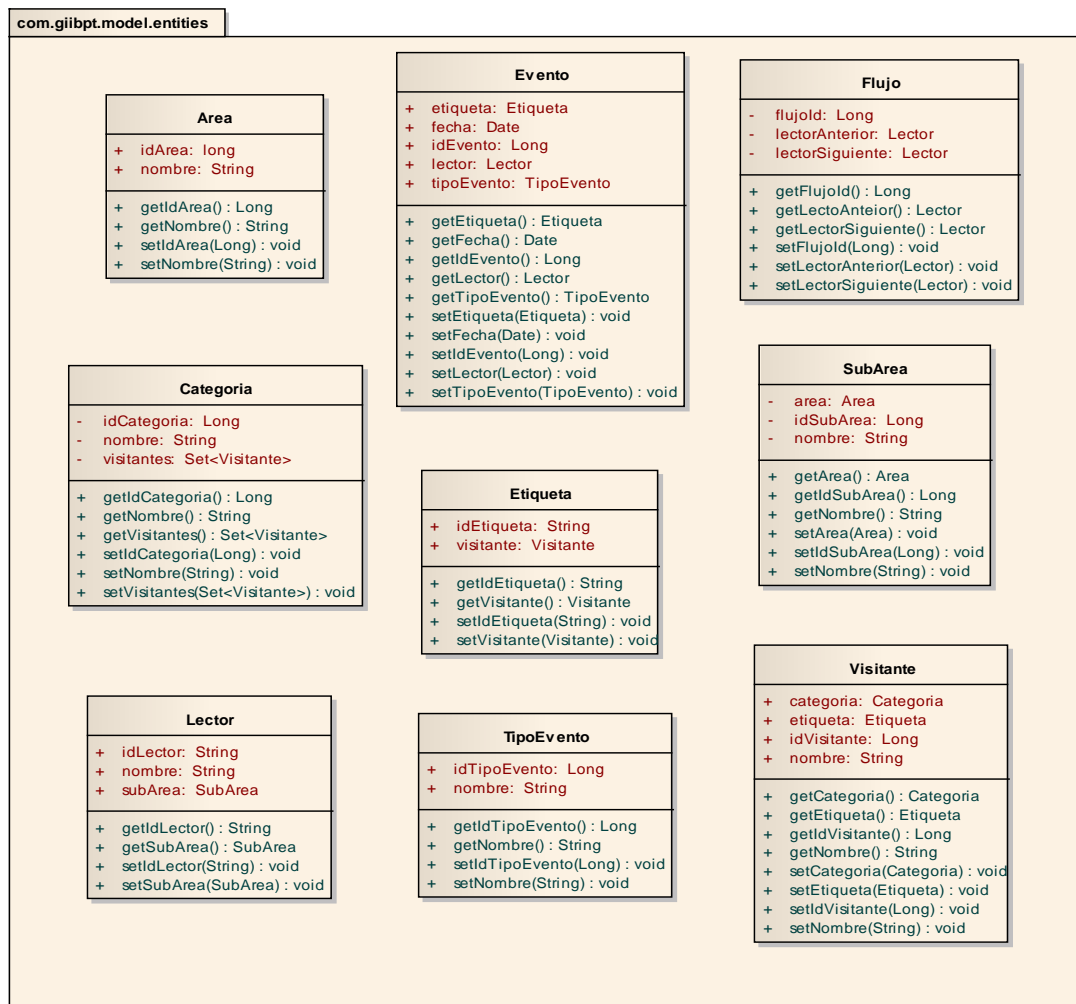 com.giibpt.model.entities
Area
+ idArea: long
+ nombre: String
+ getIdArea() : Long
+ getNombre() : String
+ setIdArea(Long) : void
+ setNombre(String) : void
Evento
+ etiqueta: Etiqueta
+ fecha: Date
+ idEvento: Long
+ lector: Lector
+ tipoEvento: TipoEvento
+ getEtiqueta() : Etiqueta
+ getFecha() : Date
+ getIdEvento() : Long
+ getLector() : Lector
+ getTipoEvento() : TipoEvento
+ setEtiqueta(Etiqueta) : void
+ setFecha(Date) : void
+ setIdEvento(Long) : void
+ setLector(Lector) : void
+ setTipoEvento(TipoEvento) : void
Flujo
- flujoId: Long
- lectorAnterior: Lector
- lectorSiguiente: Lector
+ getFlujoId() : Long
+ getLectoAnteior() : Lector
+ getLectorSiguiente() : Lector
+ setFlujoId(Long) : void
+ setLectorAnterior(Lector) : void
+ setLectorSiguiente(Lector) : void
Categoria
- idCategoria: Long
- nombre: String
- visitantes: Set<Visitante>
+ getIdCategoria() : Long
+ getNombre() : String
+ getVisitantes() : Set<Visitante>
+ setIdCategoria(Long) : void
+ setNombre(String) : void
+ setVisitantes(Set<Visitante>) : void
Etiqueta
+ idEtiqueta: String
+ visitante: Visitante
+ getIdEtiqueta() : String
+ getVisitante() : Visitante
+ setIdEtiqueta(String) : void
+ setVisitante(Visitante) : void
SubArea
- area: Area
- idSubArea: Long
- nombre: String
+ getArea() : Area
+ getIdSubArea() : Long
+ getNombre() : String
+ setArea(Area) : void
+ setIdSubArea(Long) : void
+ setNombre(String) : void
Lector
+ idLector: String
+ nombre: String
+ subArea: SubArea
+ getIdLector() : String
+ getSubArea() : SubArea
+ setIdLector(String) : void
+ setSubArea(SubArea) : void
TipoEvento
+ idTipoEvento: Long
+ nombre: String
+ getIdTipoEvento() : Long
+ getNombre() : String
+ setIdTipoEvento(Long) : void
+ setNombre(String) : void
Visitante
+ categoria: Categoria
+ etiqueta: Etiqueta
+ idVisitante: Long
+ nombre: String
+ getCategoria() : Categoria
+ getEtiqueta() : Etiqueta
+ getIdVisitante() : Long
+ getNombre() : String
+ setCategoria(Categoria) : void
+ setEtiqueta(Etiqueta) : void
+ setIdVisitante(Long) : void
+ setNombre(String) : void